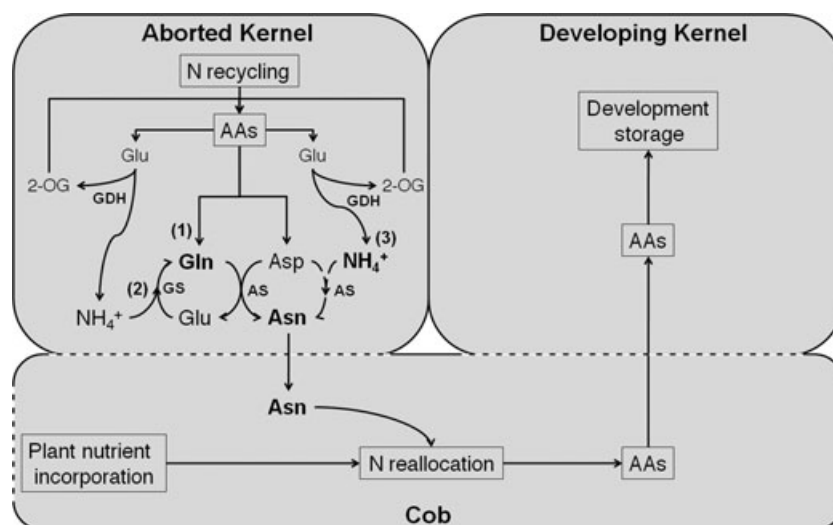 Aborted Kernel
Developing Kernel
N recycling
AAs
Glu
Glu
2-OG
GDH
GDH
2-OG
Development
storage
(1)
(3)
Gln
Asp
NH₄⁺
AAs
(2)
GS
AS
AS
NH₄⁺
Glu
Asn
Asn
Plant nutrient
incorporation
N reallocation
AAs
Cob